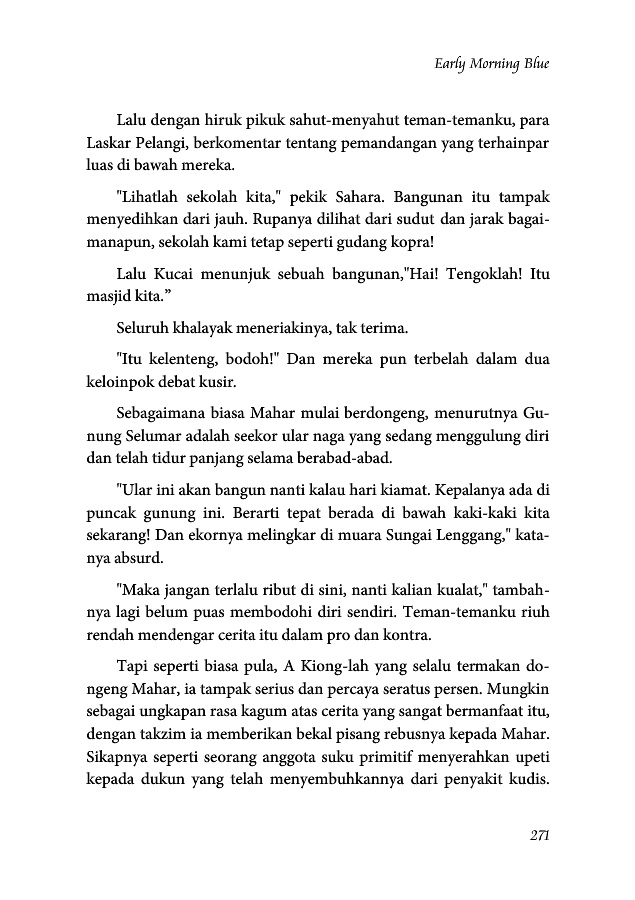 Early Morning Blue
Lalu dengan hiruk pikuk sahut-menyahut teman-temanku, para
Laskar Pelangi, berkomentar tentang pemandangan yang terhainpar
luas di bawah mereka.
"Lihatlah sekolah kita," pekik Sahara. Bangunan itu tampak
menyedihkan dari jauh. Rupanya dilihat dari sudut dan jarak bagai-
manapun, sekolah kami tetap seperti gudang kopra!
Lalu Kucai menunjuk sebuah bangunan,"Hai! Tengoklah! Itu
masjid kita.”
Seluruh khalayak meneriakinya, tak terima.
"Itu kelenteng, bodoh!" Dan mereka pun terbelah dalam dua
keloinpok debat kusir.
Sebagaimana biasa Mahar mulai berdongeng, menurutnya Gu-
nung Selumar adalah seekor ular naga yang sedang menggulung diri
dan telah tidur panjang selama berabad-abad.
"Ular ini akan bangun nanti kalau hari kiamat. Kepalanya ada di
puncak gunung ini. Berarti tepat berada di bawah kaki-kaki kita
sekarang! Dan ekornya melingkar di muara Sungai Lenggang," kata-
nya absurd.
"Maka jangan terlalu ribut di sini, nanti kalian kualat," tambah-
nya lagi belum puas membodohi diri sendiri. Teman-temanku riuh
rendah mendengar cerita itu dalam pro dan kontra.
Tapi seperti biasa pula, A Kiong-lah yang selalu termakan do-
ngeng Mahar, ia tampak serius dan percaya seratus persen. Mungkin
sebagai ungkapan rasa kagum atas cerita yang sangat bermanfaat itu,
dengan takzim ia memberikan bekal pisang rebusnya kepada Mahar.
Sikapnya seperti seorang anggota suku primitif menyerahkan upeti
kepada dukun yang telah menyembuhkannya dari penyakit kudis.
271